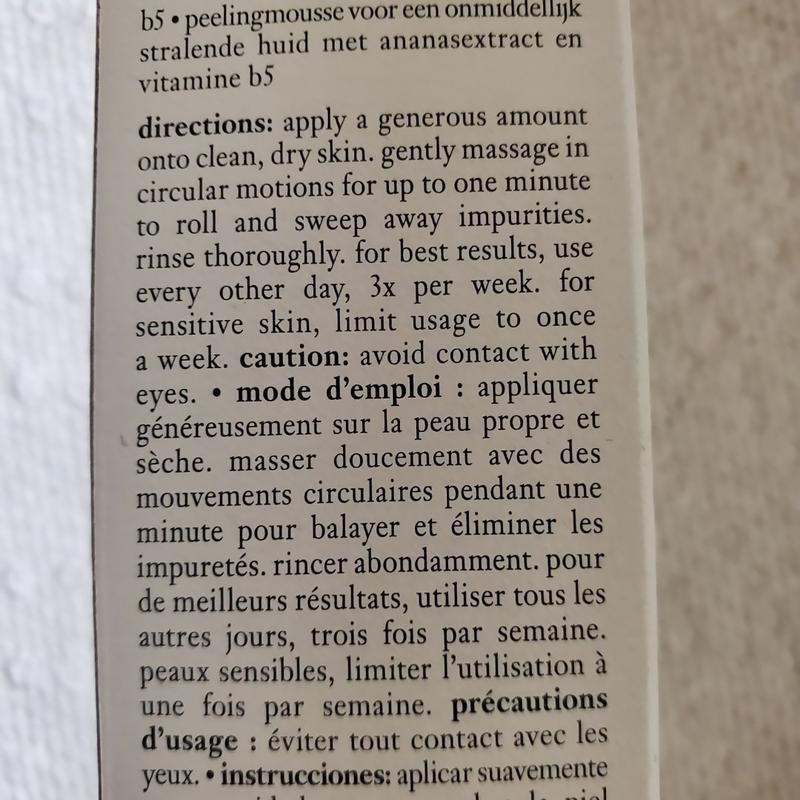 b5 • peelingmousse voor een onmiddellijk
stralende huid met ananasextract en
vitamine b5
directions: apply a generous amount
onto clean, dry skin. gently massage in
circular motions for up to one minute
to roll and sweep away impurities.
rinse thoroughly. for best results, use
every other day, 3x per week. for
sensitive skin, limit usage to once
a week. caution: avoid contact with
eyes. • mode d'emploi : appliquer
généreusement sur la peau propre et
sèche. masser doucement avec des
mouvements circulaires pendant une
minute pour balayer et éliminer les
impuretés. rincer abondamment. pour
de meilleurs résultats, utiliser tous les
autres jours, trois fois par semaine.
peaux sensibles, limiter l'utilisation à
une fois par semaine. précautions
d'usage : éviter tout contact avec les
yeux. • instrucciones: aplicar suavemente